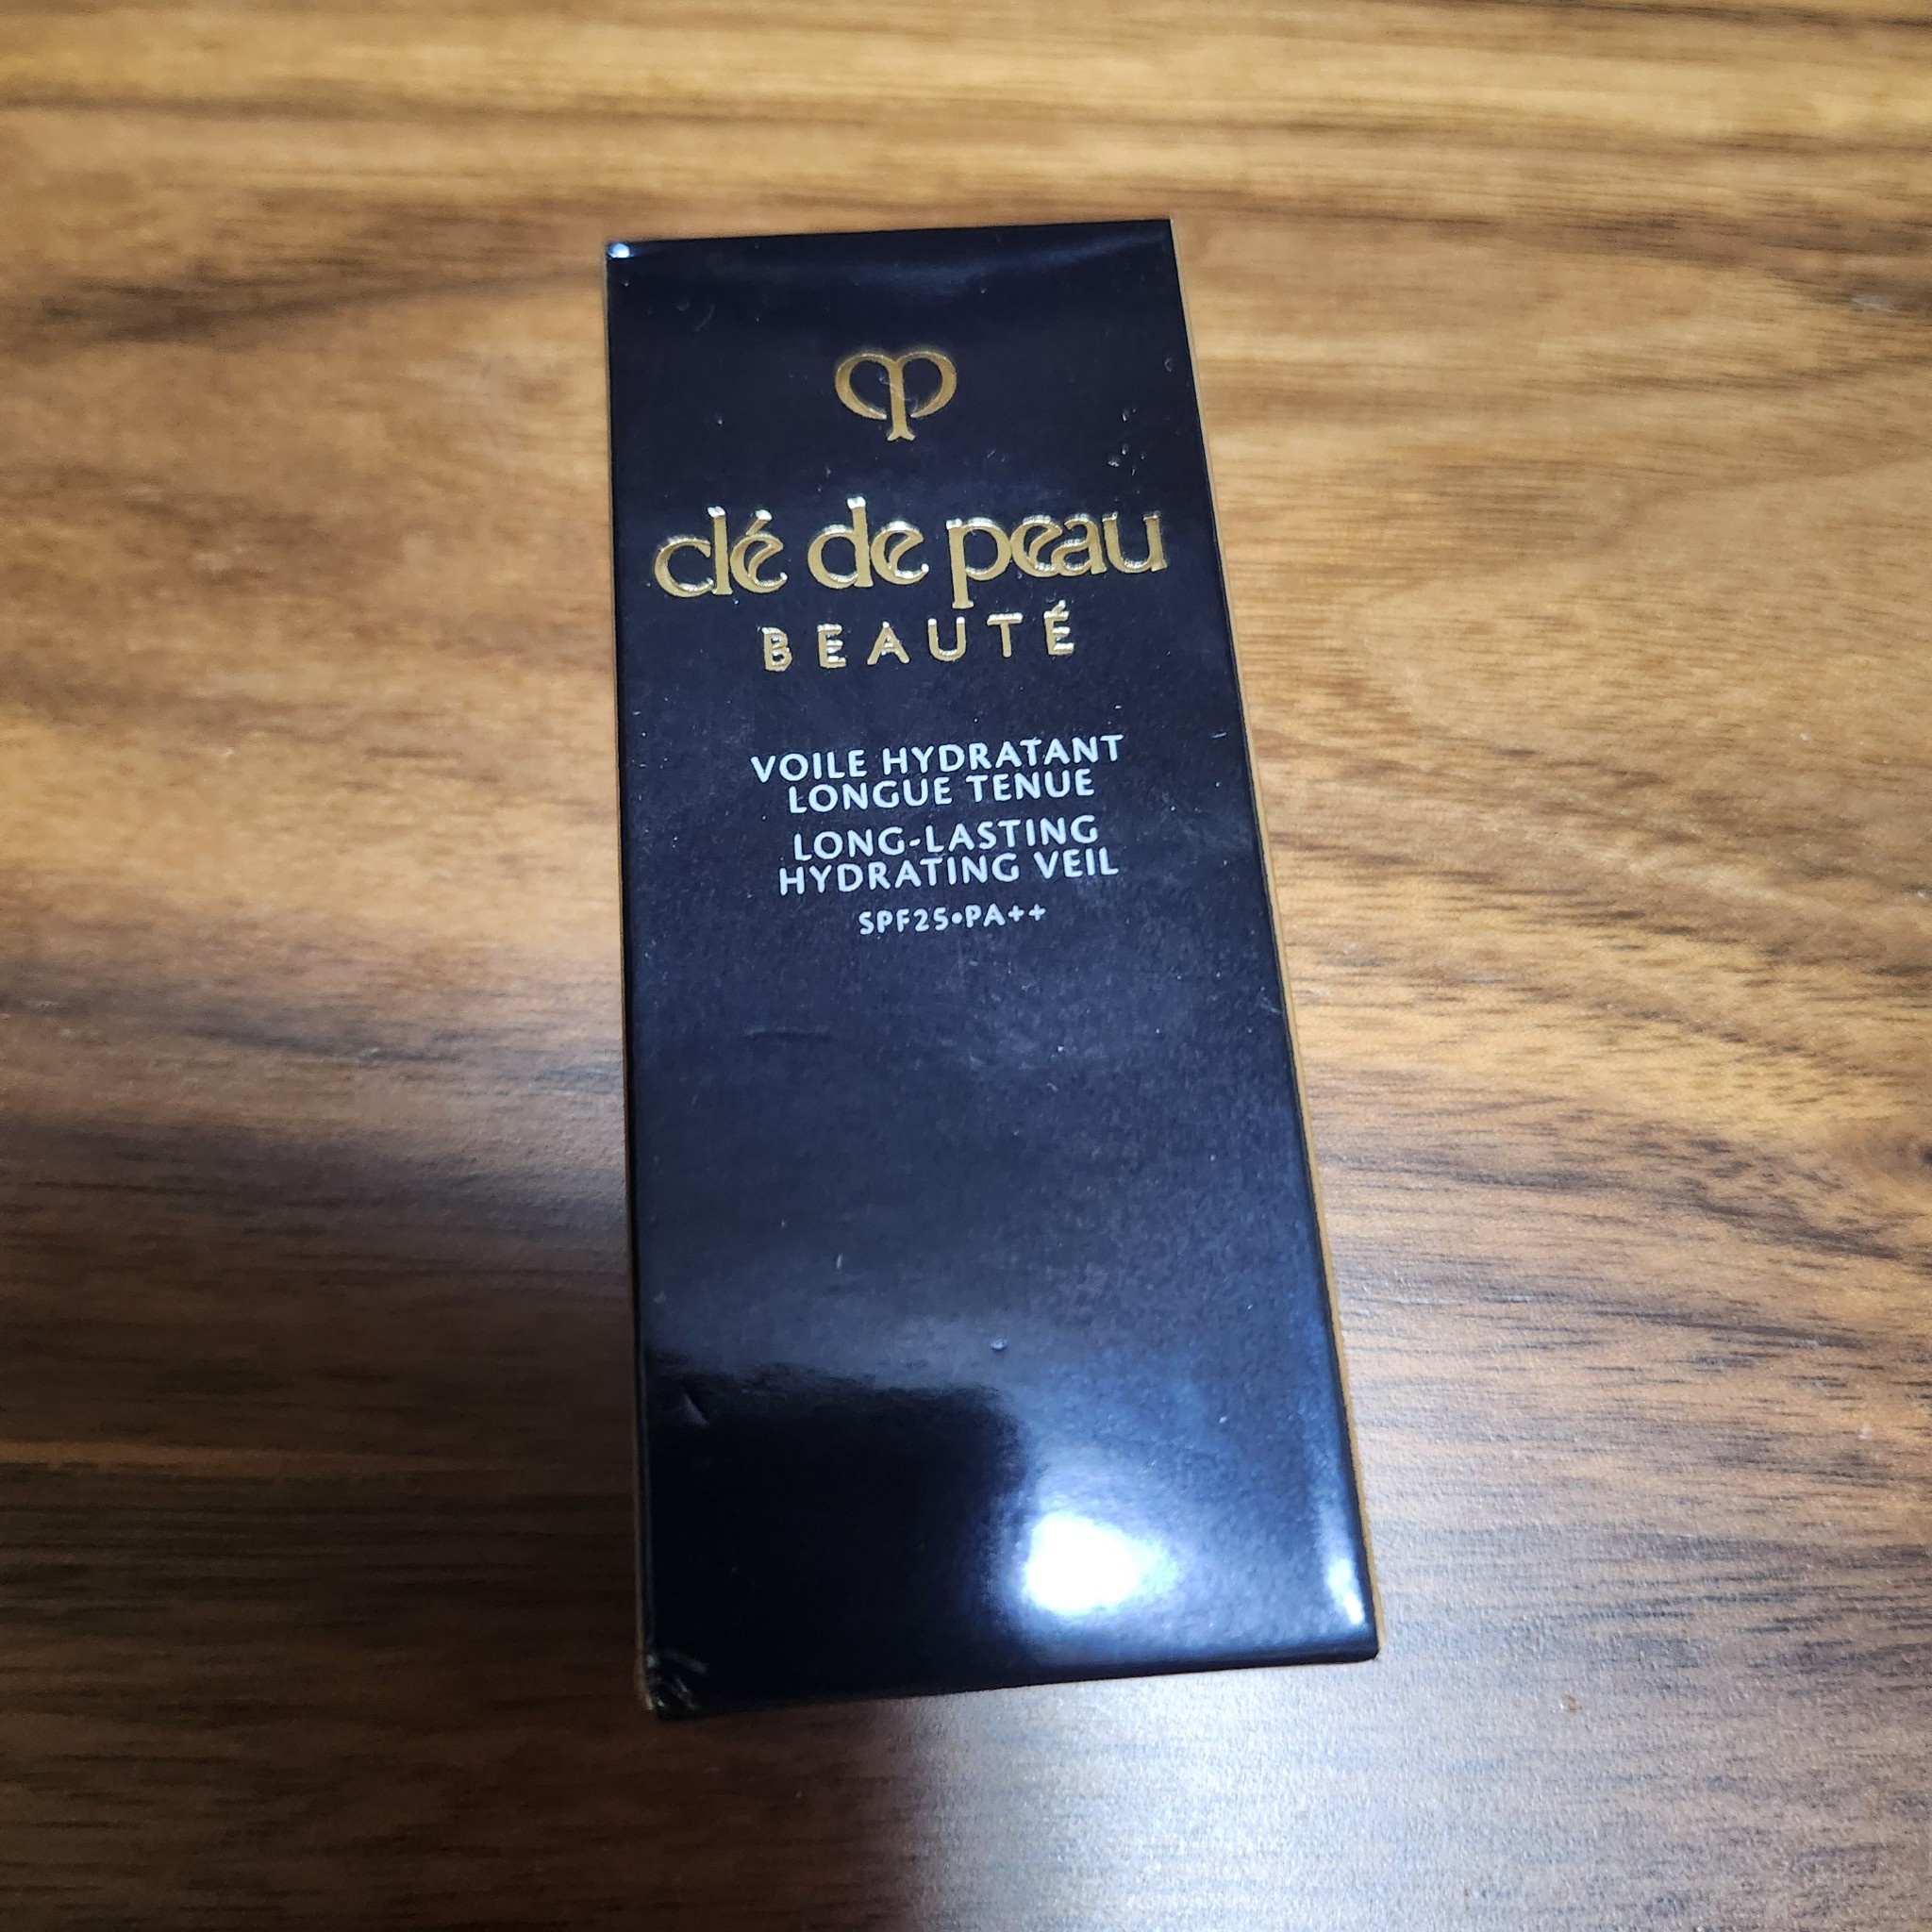 clé de peau
BEAUTÉ
VOILE HYDRATANT
LONGUE TENUE
LONG-LASTING
HYDRATING VEIL
SPF25•PA++